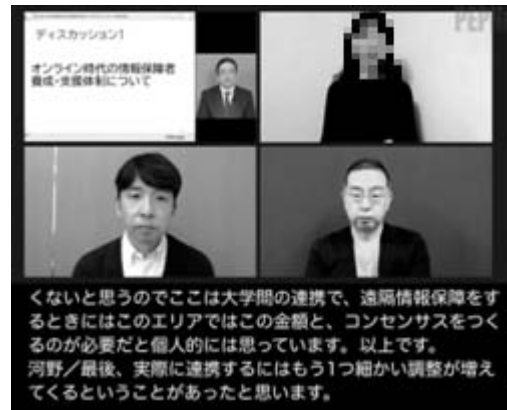 PEP
ディスカッション1
オンライン時代の情報保障者
養成・支援体制について
くないと思うのでここは大学間の連携で、遠隔情報保障をす
るときにはこのエリアではこの金額と、コンセンサスをつく
るのが必要だと個人的には思っています。以上です。
河野／最後、実際に連携するにはもう1つ細かい調整が増え
てくるということがあったと思います。